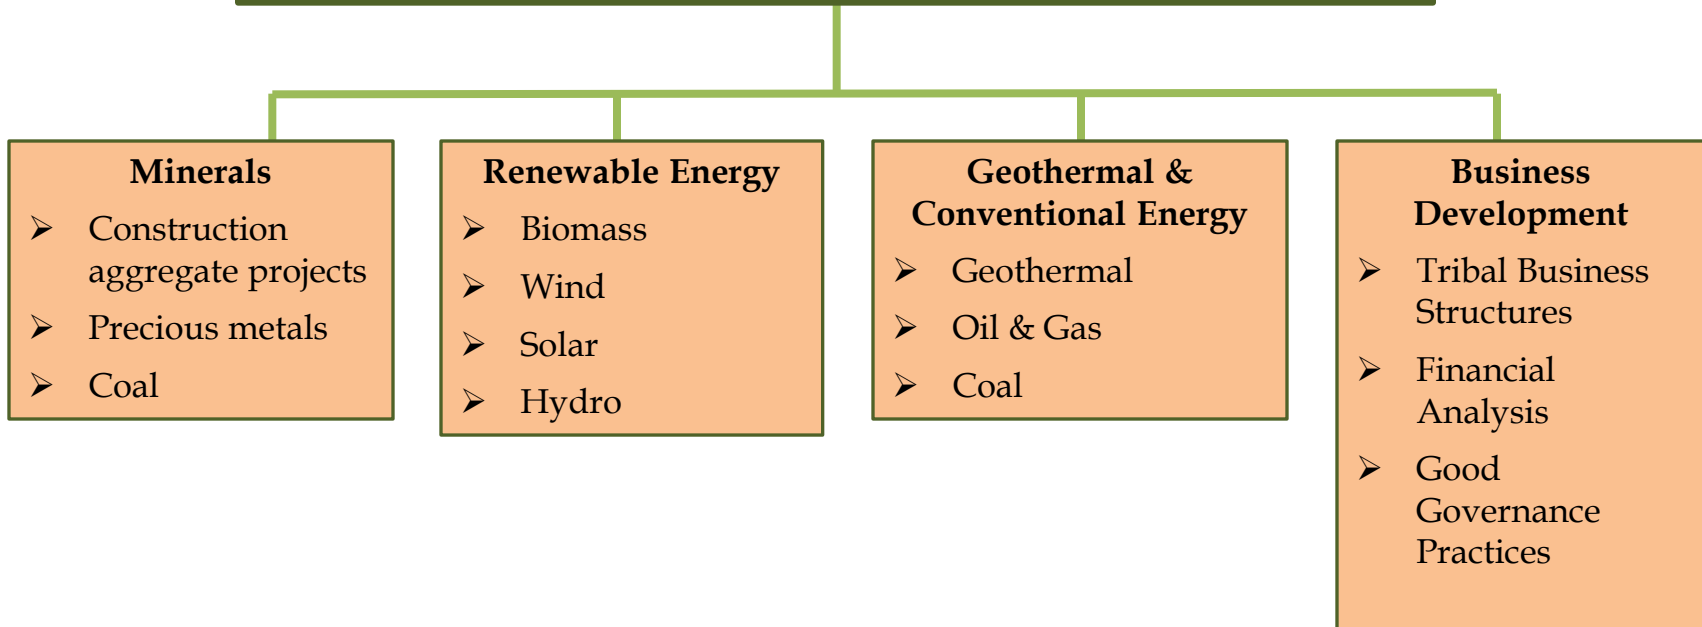 Minerals
➢ Construction
aggregate projects
➢ Precious metals
➢ Coal
Renewable Energy
➢ Biomass
➢ Wind
➢ Solar
➢ Hydro
Geothermal &
Conventional Energy
➢ Geothermal
➢ Oil & Gas
➢ Coal
Business
Development
➢ Tribal Business
Structures
➢ Financial
Analysis
➢ Good
Governance
Practices